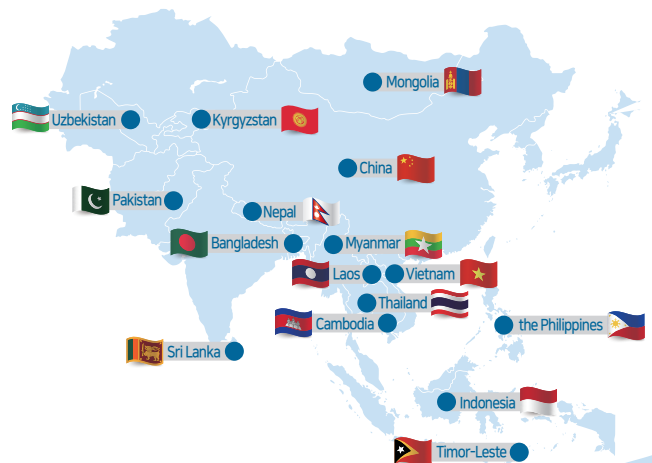 Mongolia
Uzbekistan
Kyrgyzstan
China
Pakistan
Nepal
Bangladesh
Myanmar
Laos
Vietnam
Thailand
Cambodia
the Philippines
Sri Lanka
Indonesia
Timor-Leste